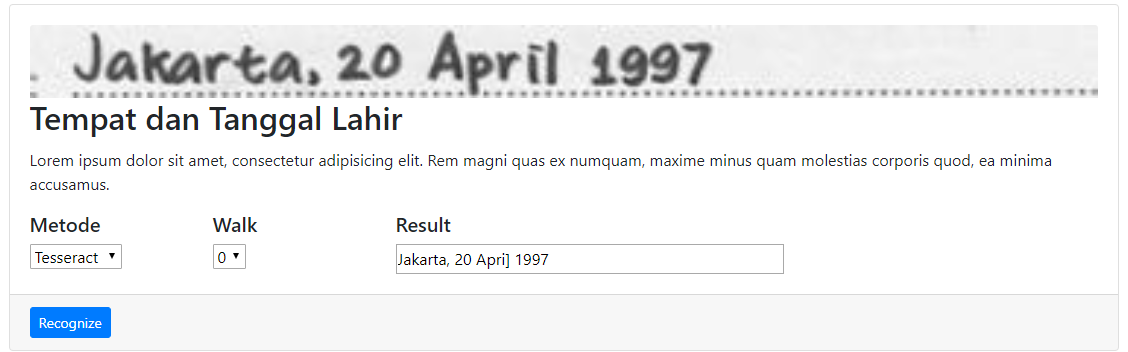 Jakarta, 20 April 1997
Tempat dan Tanggal Lahir
Lorem ipsum dolor sit amet, consectetur adipisicing elit. Rem magni quas ex numquam, maxime minus quam molestias corporis quod, ea minima
accusamus.
Metode Walk Result
Tesseract 0 Jakarta, 20 Apri] 1997
Recognize